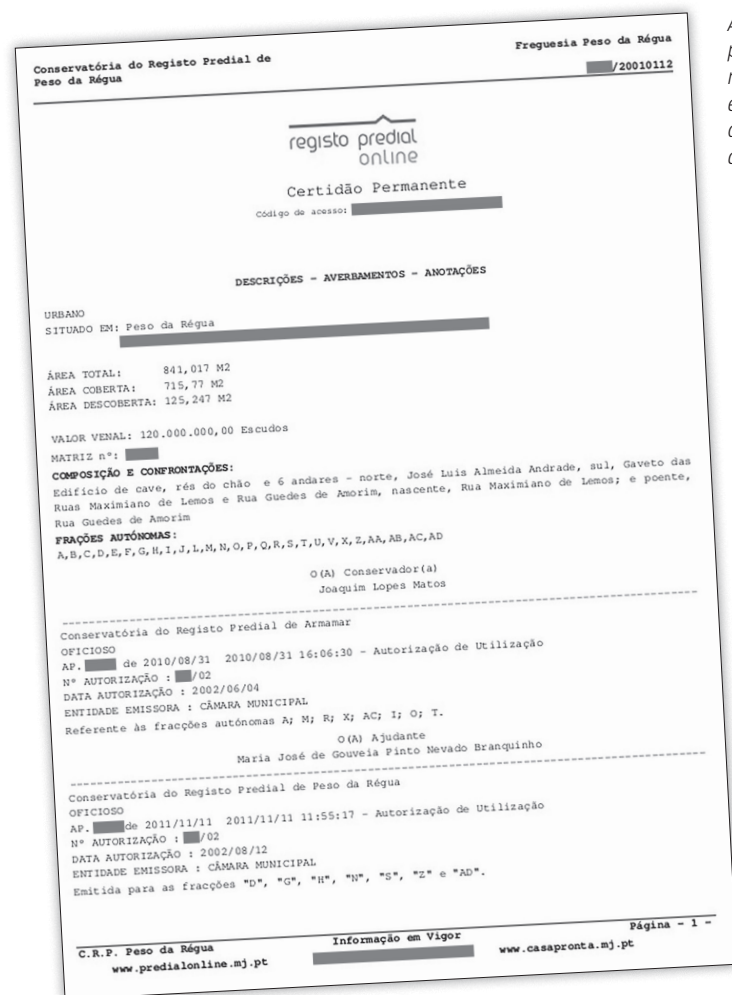 Conservatória do Registo Predial de
Peso da Régua
Freguesia Peso da Régua
/20010112
registo predial
online
Certidão Permanente
Código de acesso:
DESCRIÇÕES - AVERBAMENTOS - ANOTAÇÕES
URBANO
SITUADO EM: Peso da Régua
ÁREA TOTAL: 841,017 M2
ÁREA COBERTA: 715,77 M2
ÁREA DESCOBERTA: 125,247 M2
VALOR VENAL: 120.000.000,00 Escudos
MATRIZ nº:
COMPOSIÇÃO E CONFRONTAÇÕES:
Edifício de cave, rés do chão e 6 andares - norte, José Luis Almeida Andrade, sul, Gaveto das
Ruas Maximiano de Lemos e Rua Guedes de Amorim, nascente, Rua Maximiano de Lemos; e poente,
Rua Guedes de Amorim
FRAÇÕES AUTÓNOMAS:
A,B,C,D,E,F,G,H,I,J,L,M,N,O,P,Q,R,S,T,U,V,X,Z,AA,AB,AC,AD
O(A) Conservador(a)
Joaquim Lopes Matos
Conservatória do Registo Predial de Armamar
OFICIOSO
AP. de 2010/08/31 2010/08/31 16:06:30 - Autorização de Utilização
Nº AUTORIZAÇÃO : /02
DATA AUTORIZAÇÃO : 2002/06/04
ENTIDADE EMISSORA : CÂMARA MUNICIPAL
Referente às fracções autónomas A; M; R; X; AC; I; O; T.
O(A) Ajudante
Maria José de Gouveia Pinto Nevado Branquinho
Conservatória do Registo Predial de Peso da Régua
OFICIOSO
AP. de 2011/11/11 2011/11/11 11:55:17 - Autorização de Utilização
Nº AUTORIZAÇÃO : /02
DATA AUTORIZAÇÃO : 2002/08/12
ENTIDADE EMISSORA : CÂMARA MUNICIPAL
Emitida para as fracções "D", "G", "H", "N", "S", "Z" e "AD".
C.R.P. Peso da Régua
Informação em Vigor
Página - 1 -
www.predialonline.mj.pt
www.casapronta.mj.pt